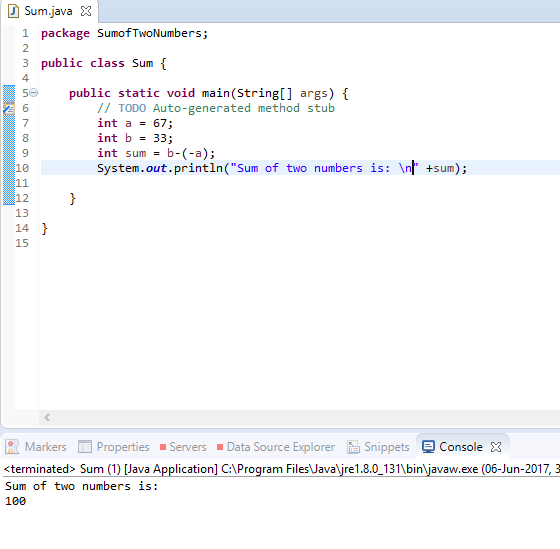 Sum.java
1 package SumofTwoNumbers;
2
3 public class Sum {
4
5 public static void main(String[] args) {
6 // TODO Auto-generated method stub
7 int a = 67;
8 int b = 33;
9 int sum = b-(-a);
10 System.out.println("Sum of two numbers is: \n" +sum);
11
12 }
13
14 }
15
Markers Properties Servers Data Source Explorer Snippets Console
<terminated> Sum (1) [Java Application] C:\Program Files\Java\jre1.8.0_131\bin\javaw.exe (06-Jun-2017, 3
Sum of two numbers is:
100